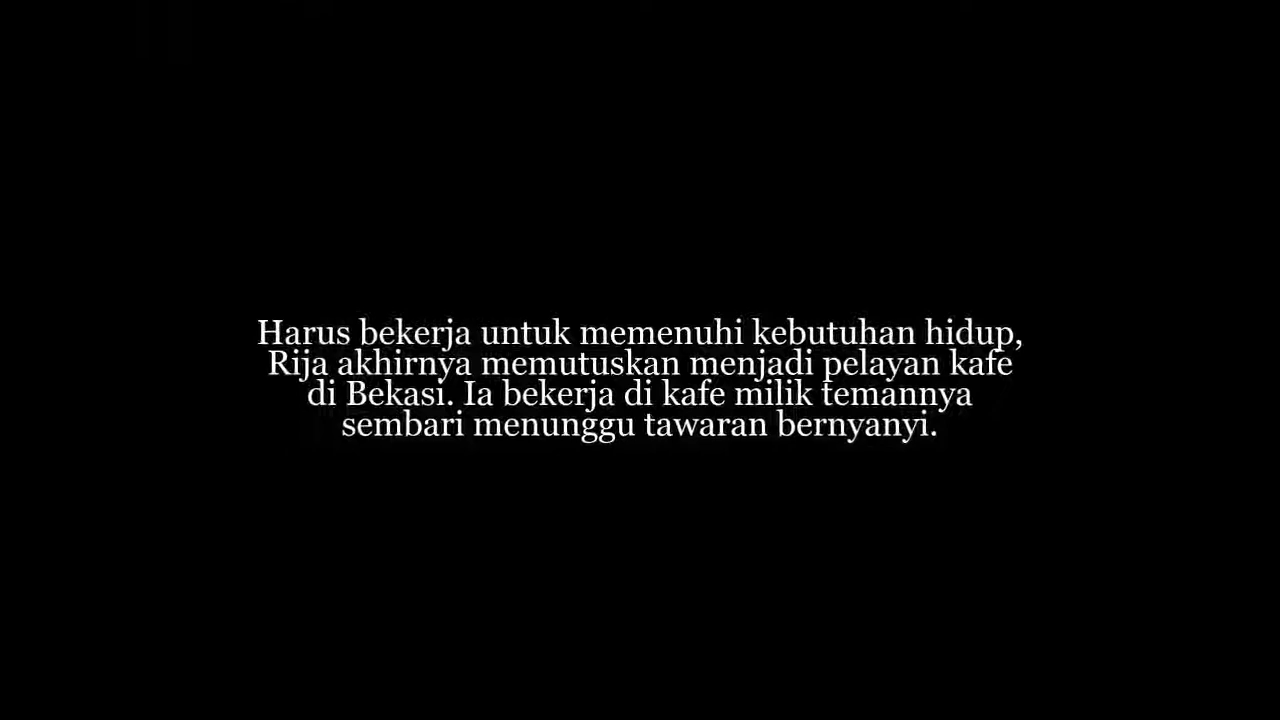 Harus bekerja untuk memenuhi kebutuhan hidup,
Rija akhirnya memutuskan menjadi pelayan kafe
di Bekasi. Ia bekerja di kafe milik temannya
sembari menunggu tawaran bernyanyi.